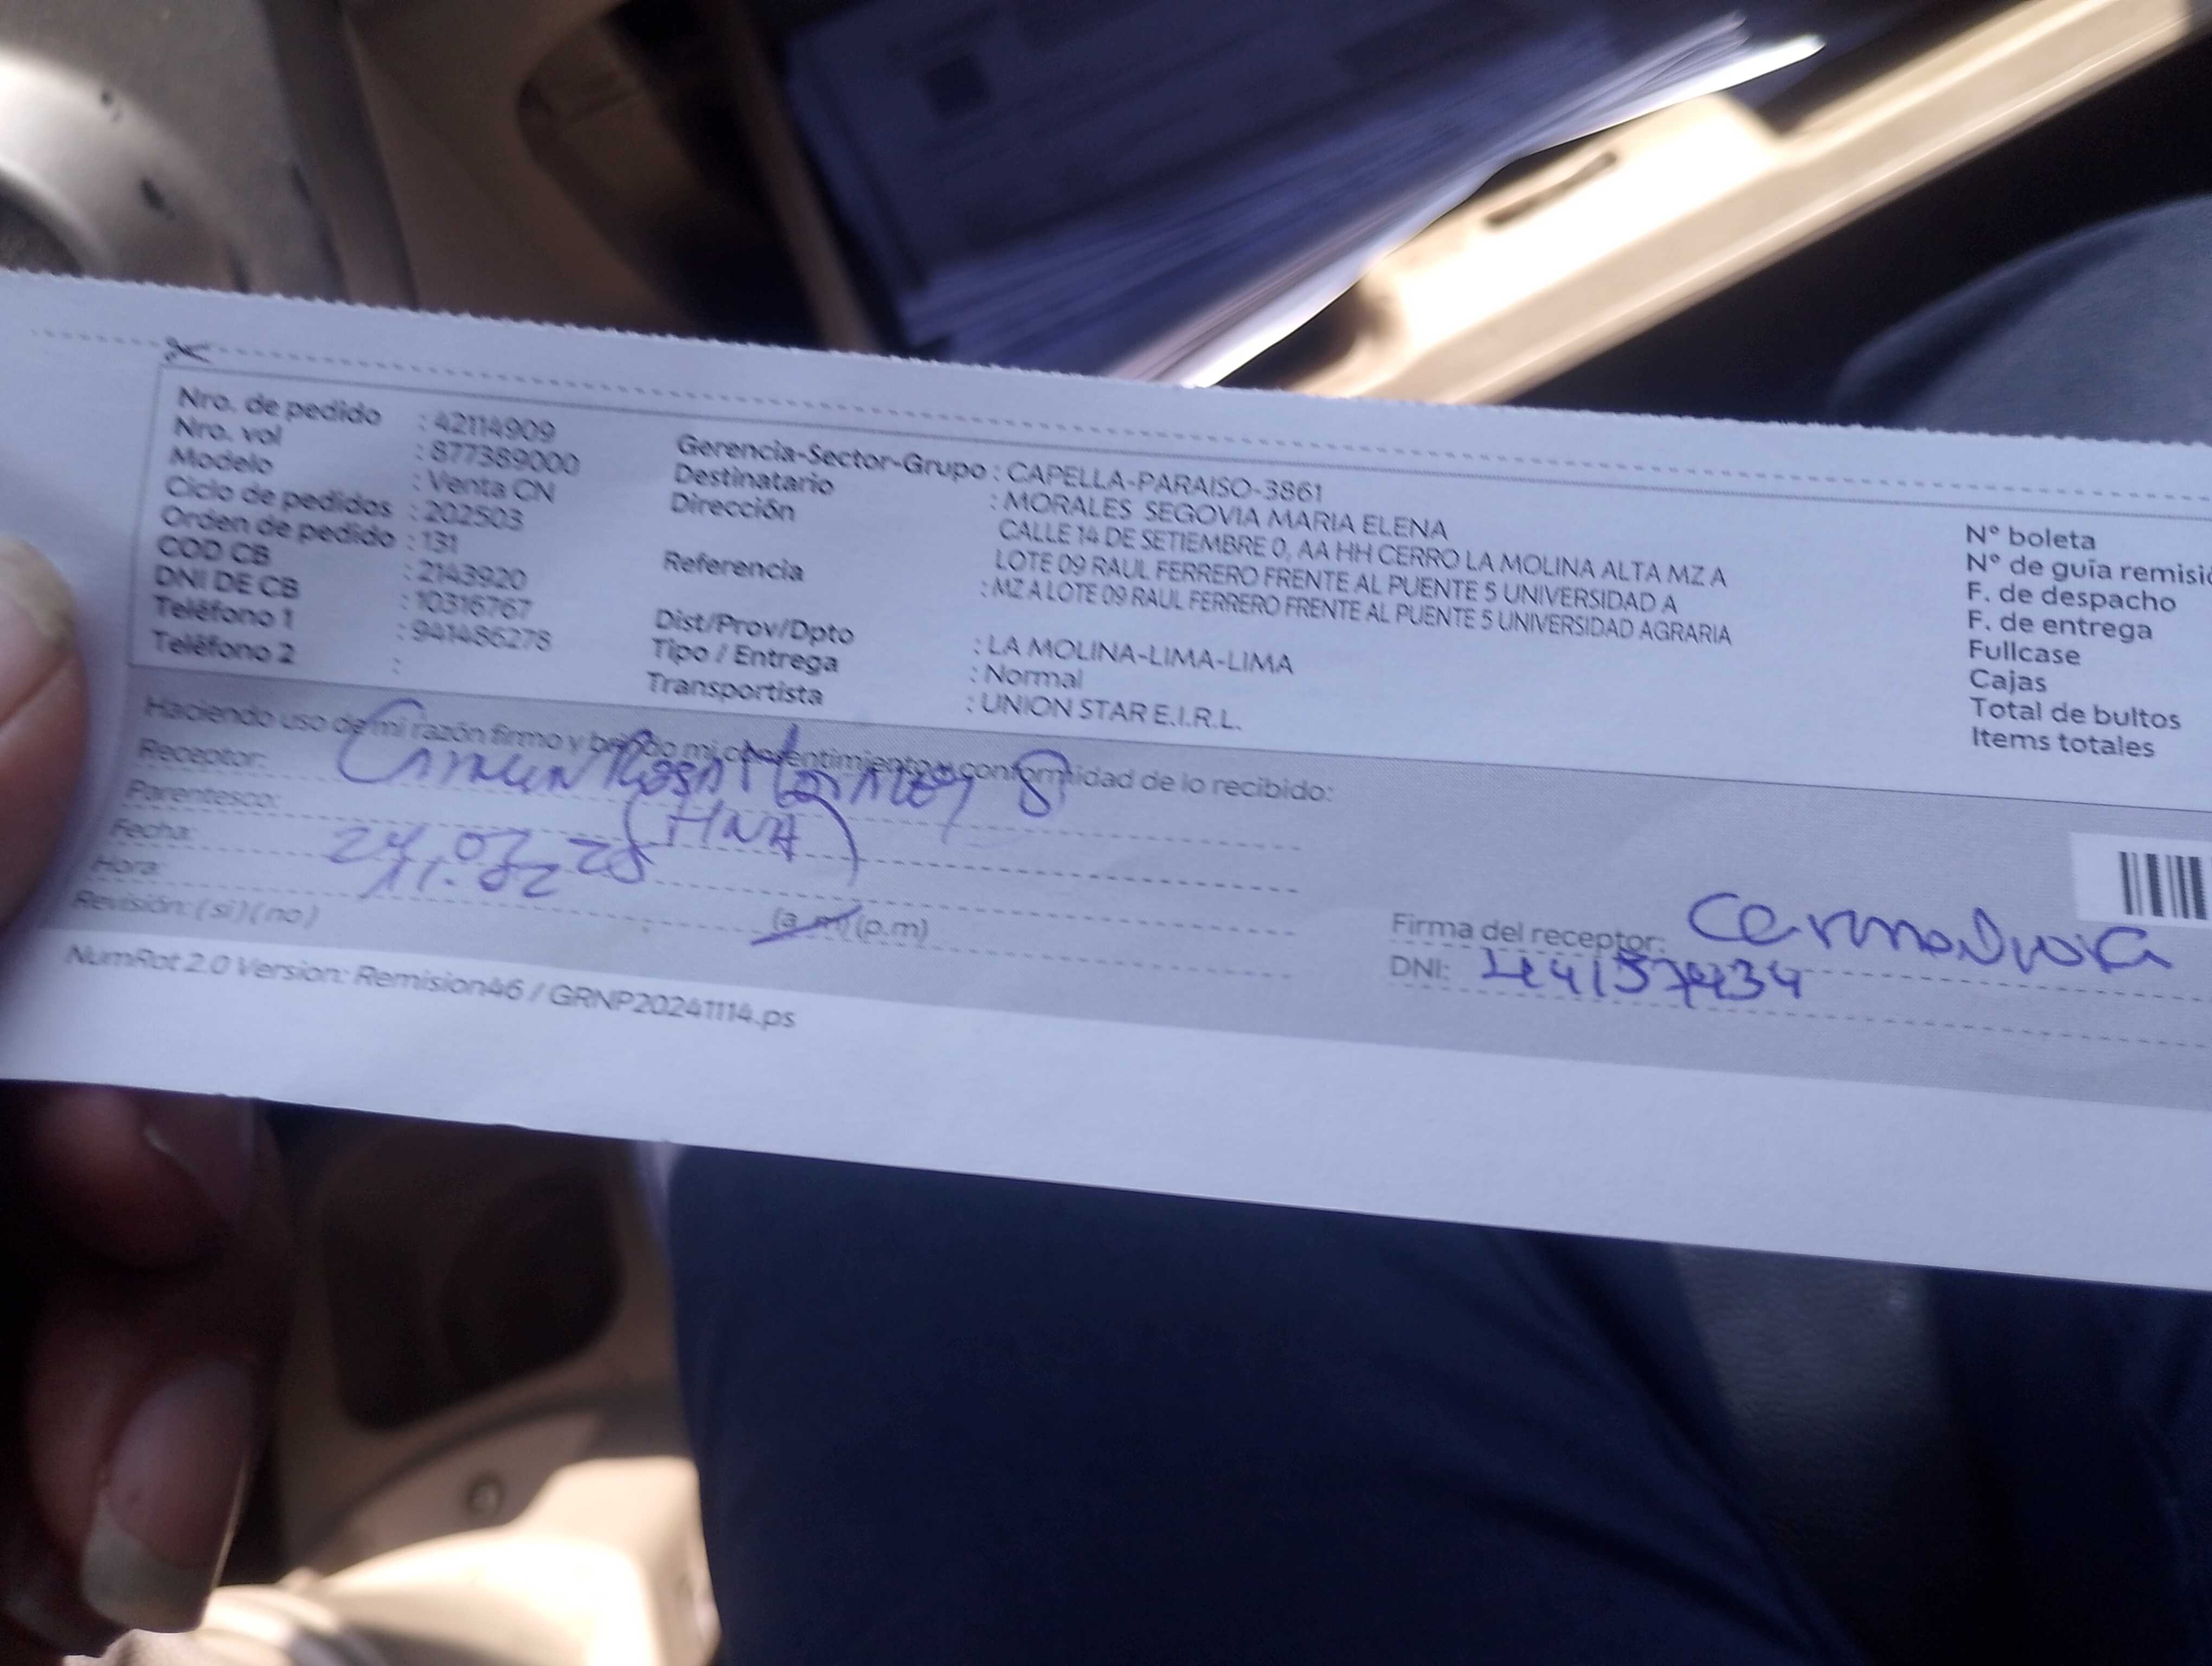 Nro. de pedido : 42114909
Nro. vol : 877389000
Modelo : Venta CN
Ciclo de pedidos : 202503
Orden de pedido : 131
COD CB : 2143920
DNI DE CB : 10316767
Teléfono 1 : 941486278
Teléfono 2 :
Gerencia-Sector-Grupo : CAPELLA-PARAISO-3861
Destinatario : MORALES SEGOVIA MARIA ELENA
Dirección CALLE 14 DE SETIEMBRE 0, AA HH CERRO LA MOLINA ALTA MZ A
LOTE 09 RAUL FERRERO FRENTE AL PUENTE 5 UNIVERSIDAD A
Referencia : MZ A LOTE 09 RAUL FERRERO FRENTE AL PUENTE 5 UNIVERSIDAD AGRARIA
Dist/Prov/Dpto : LA MOLINA-LIMA-LIMA
Tipo / Entrega : Normal
Transportista : UNION STAR E.I.R.L.
N° boleta
N° de guía remisió
F. de despacho
F. de entrega
Fullcase
Cajas
Total de bultos
Items totales
Haciendo uso de mi razón firmo y brindo mi consentimiento y conformidad de lo recibido:
Receptor: Carmen Rosa Morales S
Parentesco: (HNA)
Fecha:
Hora: : (a.m) (p.m)
Revisión: (si) (no)
Firma del receptor:
DNI:
NumRot 2.0 Version: Remision46 / GRNP20241114.ps